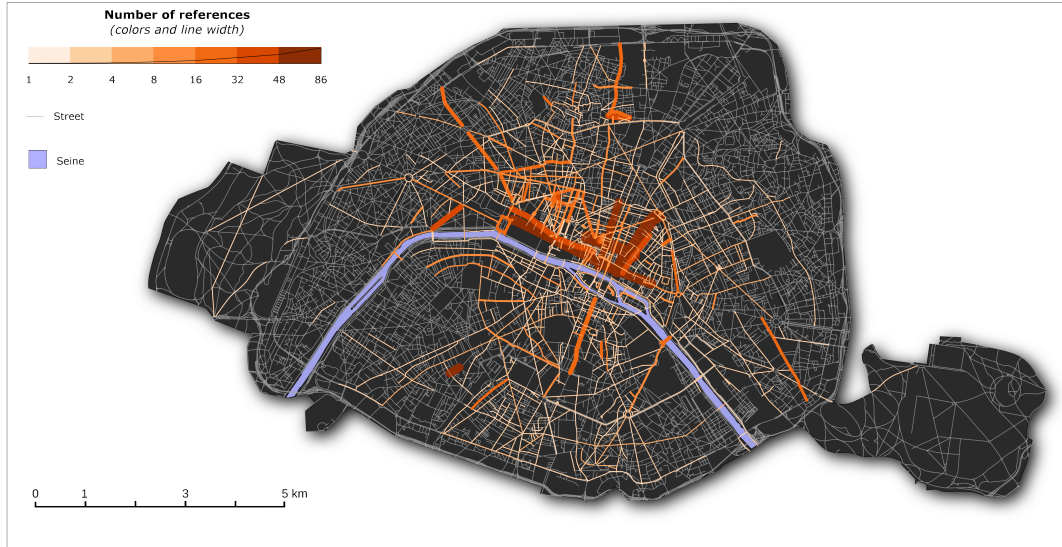 Number of references
(colors and line width)
1 2 4 8 16 32 48 86
Street
Seine
0 1 3 5 km